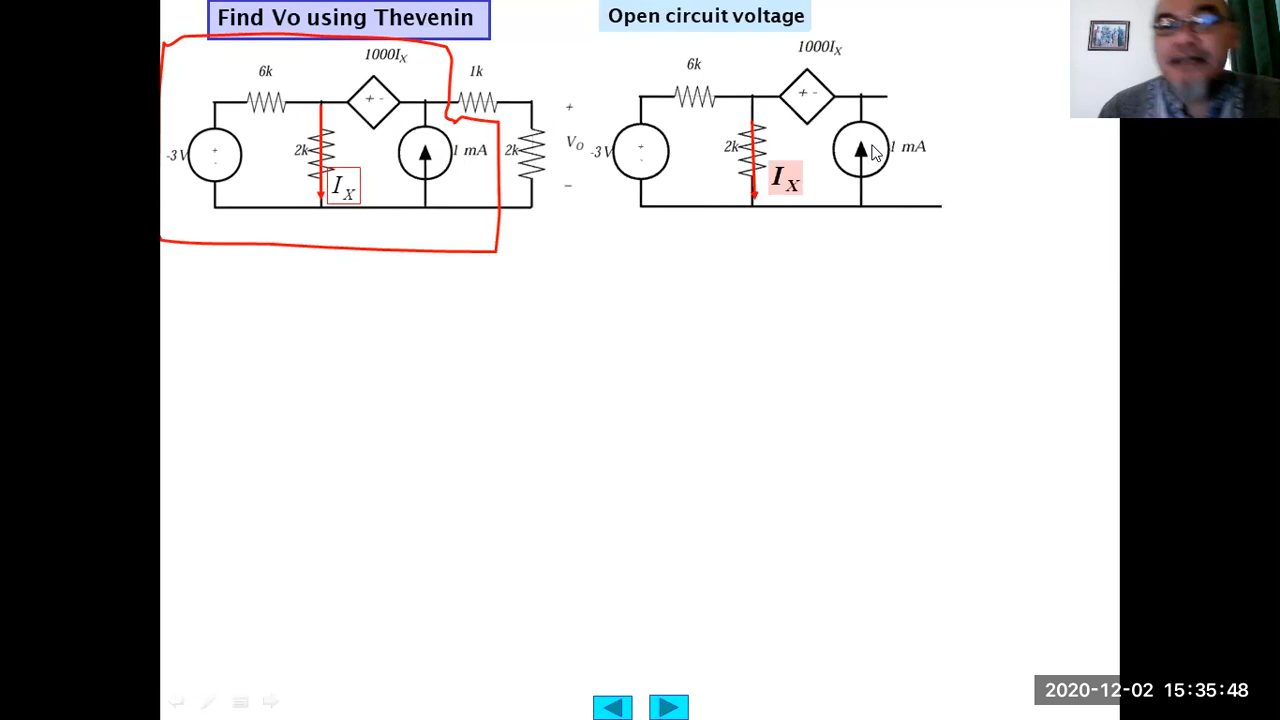 Find Vo using Thevenin
Open circuit voltage
1000IX
6k
1k
+ -
+
-3V
+
-
2k
IX
1 mA
2k
VO
–
1000IX
6k
+ -
-3V
+
-
2k
IX
1 mA
2020-12-02 15:35:48